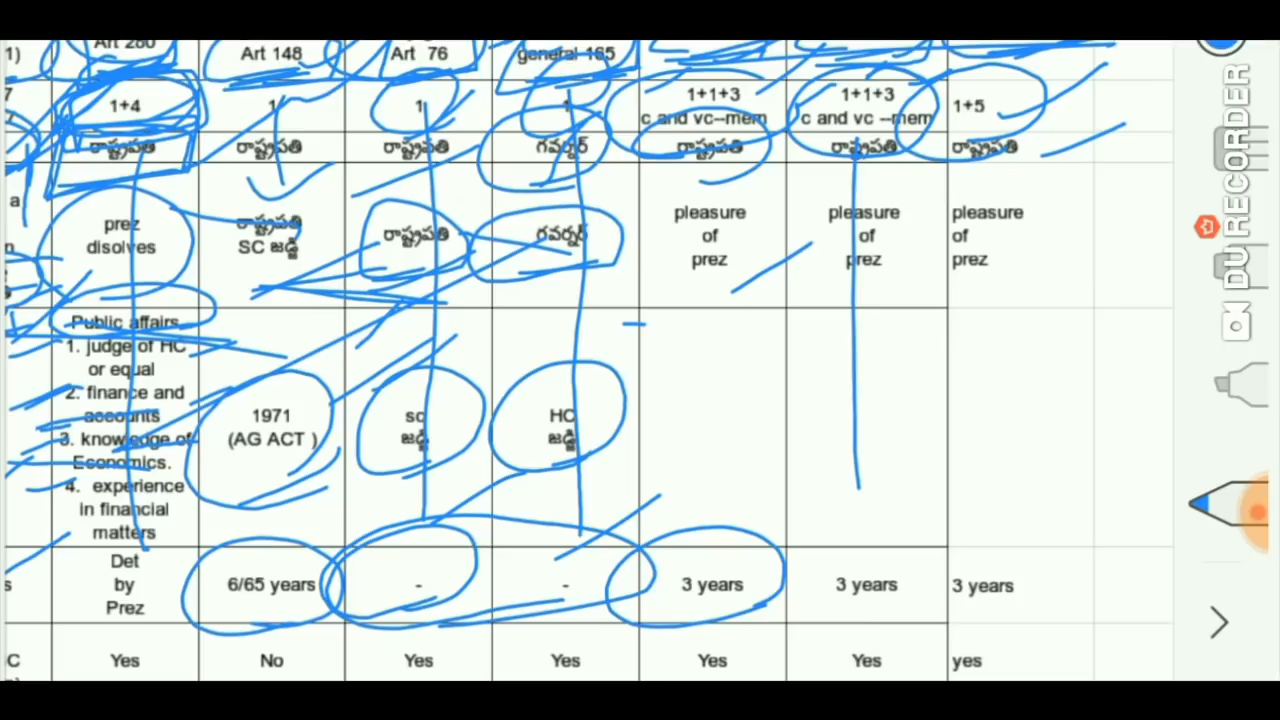 1) Art 280 Art 148 Art 76 general 165
7 1+4 1 1 1 1+1+3 1+1+3 1+5
c and vc--mem c and vc --mem
రాష్ట్రపతి రాష్ట్రపతి రాష్ట్రపతి గవర్నర్ రాష్ట్రపతి రాష్ట్రపతి రాష్ట్రపతి
a
n
prez disolves
రాష్ట్రపతి
SC జడ్జి
రాష్ట్రపతి
గవర్నర్
pleasure
of
prez
pleasure
of
prez
pleasure
of
prez
Public affairs
1. judge of HC
or equal
2. finance and
accounts
3. knowledge of
Economics.
4. experience
in financial
matters
1971
(AG ACT )
sc
జడ్జి
HC
జడ్జి
s
Det
by
Prez
6/65 years - - 3 years 3 years 3 years
C Yes No Yes Yes Yes Yes yes
DU RECORDER